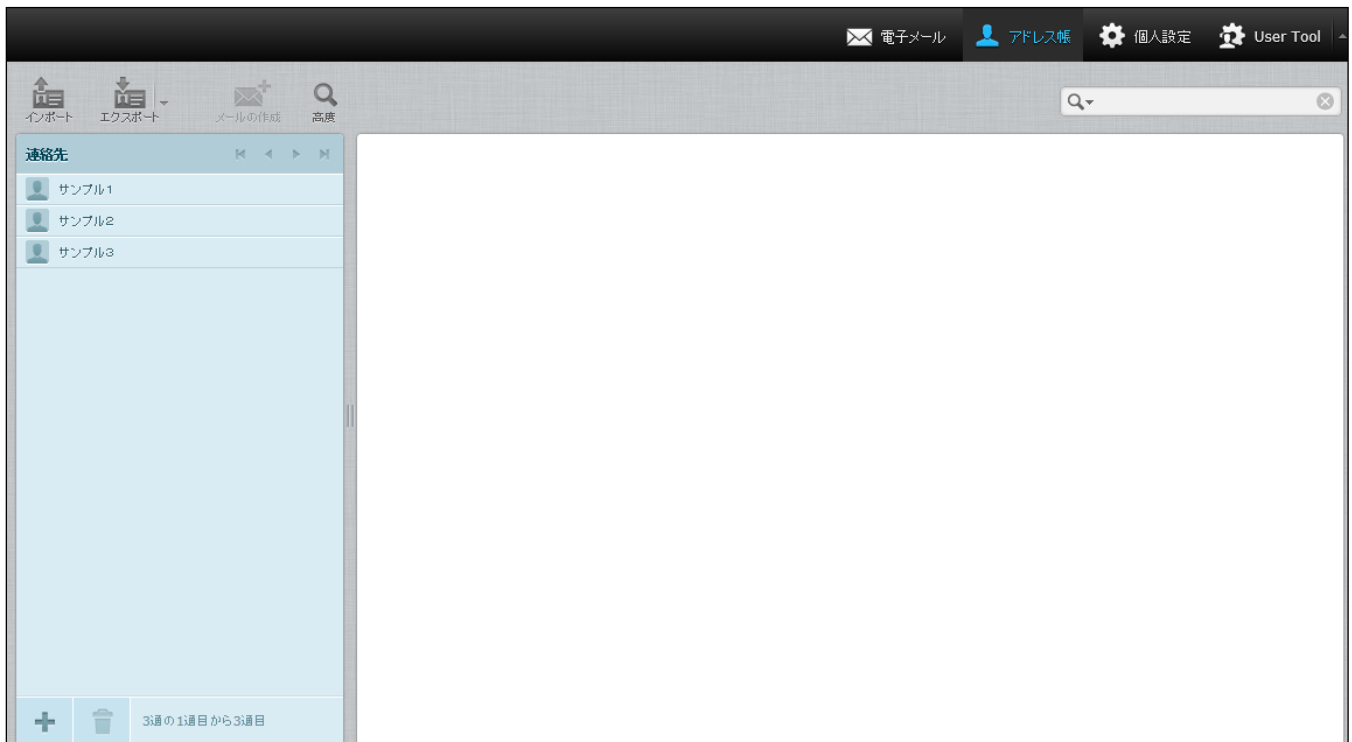 電子メール アドレス帳 個人設定 User Tool
インポート エクスポート メールの作成 高度
連絡先
サンプル1
サンプル2
サンプル3
3通の1通目から3通目